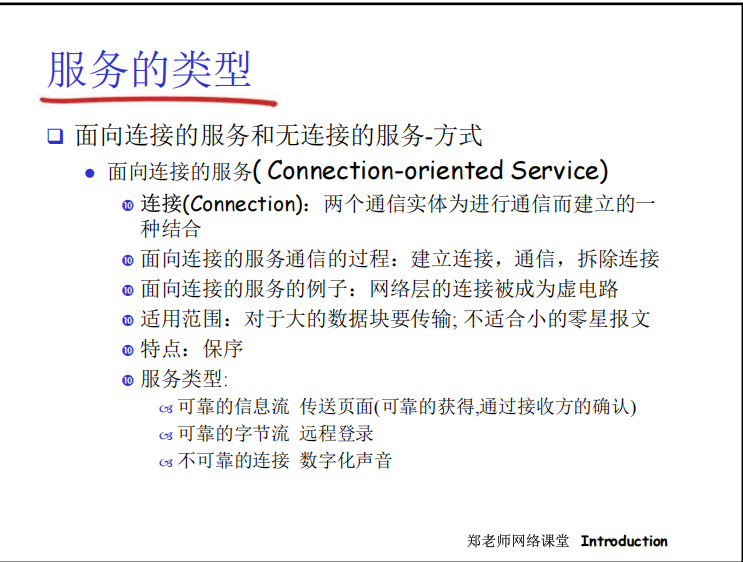 服务的类型
面向连接的服务和无连接的服务-方式
面向连接的服务( Connection-oriented Service)
连接(Connection)：两个通信实体为进行通信而建立的一
种结合
面向连接的服务通信的过程：建立连接，通信，拆除连接
面向连接的服务的例子：网络层的连接被成为虚电路
适用范围：对于大的数据块要传输; 不适合小的零星报文
特点：保序
服务类型:
可靠的信息流 传送页面(可靠的获得,通过接收方的确认)
可靠的字节流 远程登录
不可靠的连接 数字化声音
郑老师网络课堂 Introduction